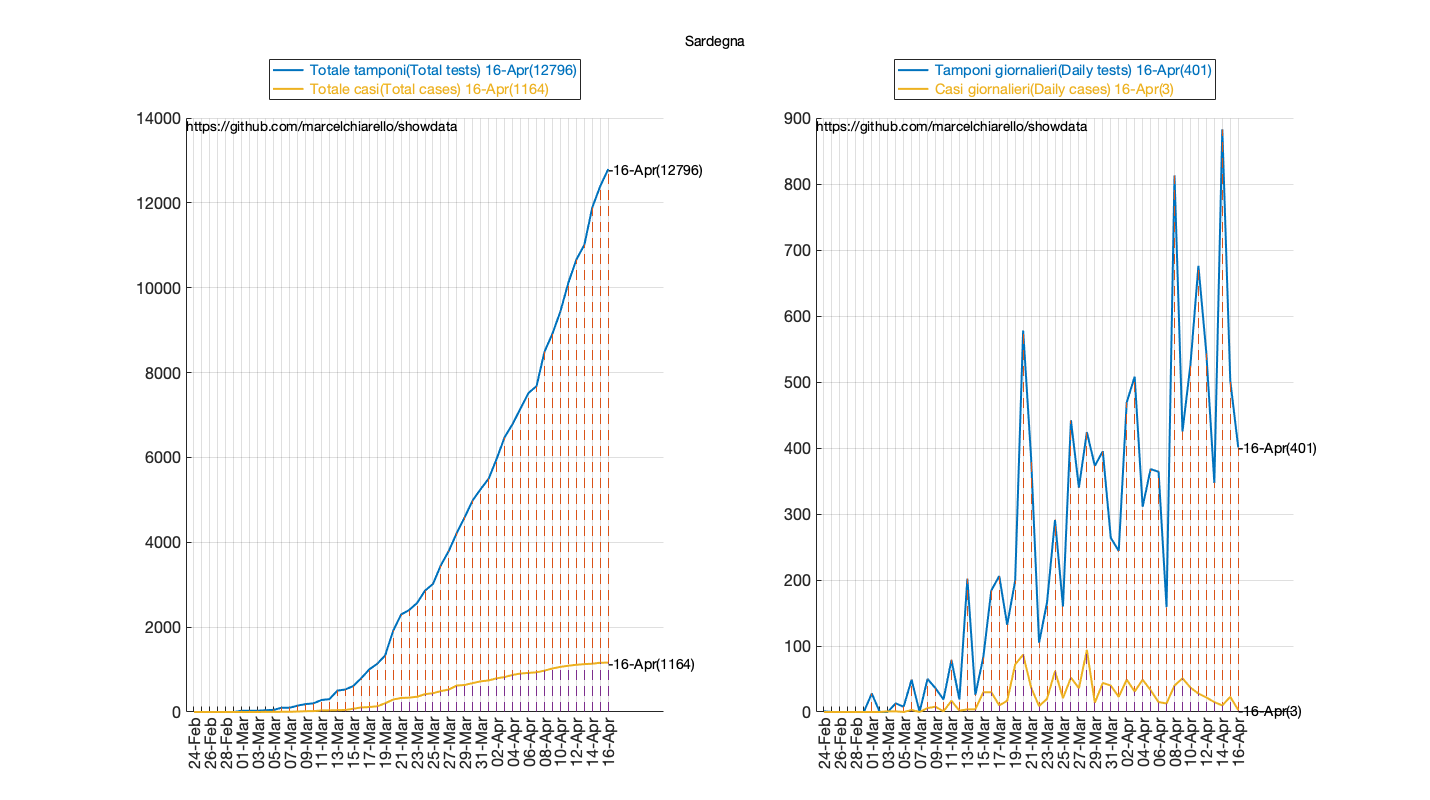 Sardegna
Totale tamponi(Total tests) 16-Apr(12796)
Totale casi(Total cases) 16-Apr(1164)
https://github.com/marcelchiarello/showdata
14000
12000
10000
8000
6000
4000
2000
0
16-Apr(12796)
16-Apr(1164)
24-Feb
26-Feb
28-Feb
01-Mar
03-Mar
05-Mar
07-Mar
09-Mar
11-Mar
13-Mar
15-Mar
17-Mar
19-Mar
21-Mar
23-Mar
25-Mar
27-Mar
29-Mar
31-Mar
02-Apr
04-Apr
06-Apr
08-Apr
10-Apr
12-Apr
14-Apr
16-Apr
Tamponi giornalieri(Daily tests) 16-Apr(401)
Casi giornalieri(Daily cases) 16-Apr(3)
https://github.com/marcelchiarello/showdata
900
800
700
600
500
400
300
200
100
0
16-Apr(401)
16-Apr(3)
24-Feb
26-Feb
28-Feb
01-Mar
03-Mar
05-Mar
07-Mar
09-Mar
11-Mar
13-Mar
15-Mar
17-Mar
19-Mar
21-Mar
23-Mar
25-Mar
27-Mar
29-Mar
31-Mar
02-Apr
04-Apr
06-Apr
08-Apr
10-Apr
12-Apr
14-Apr
16-Apr